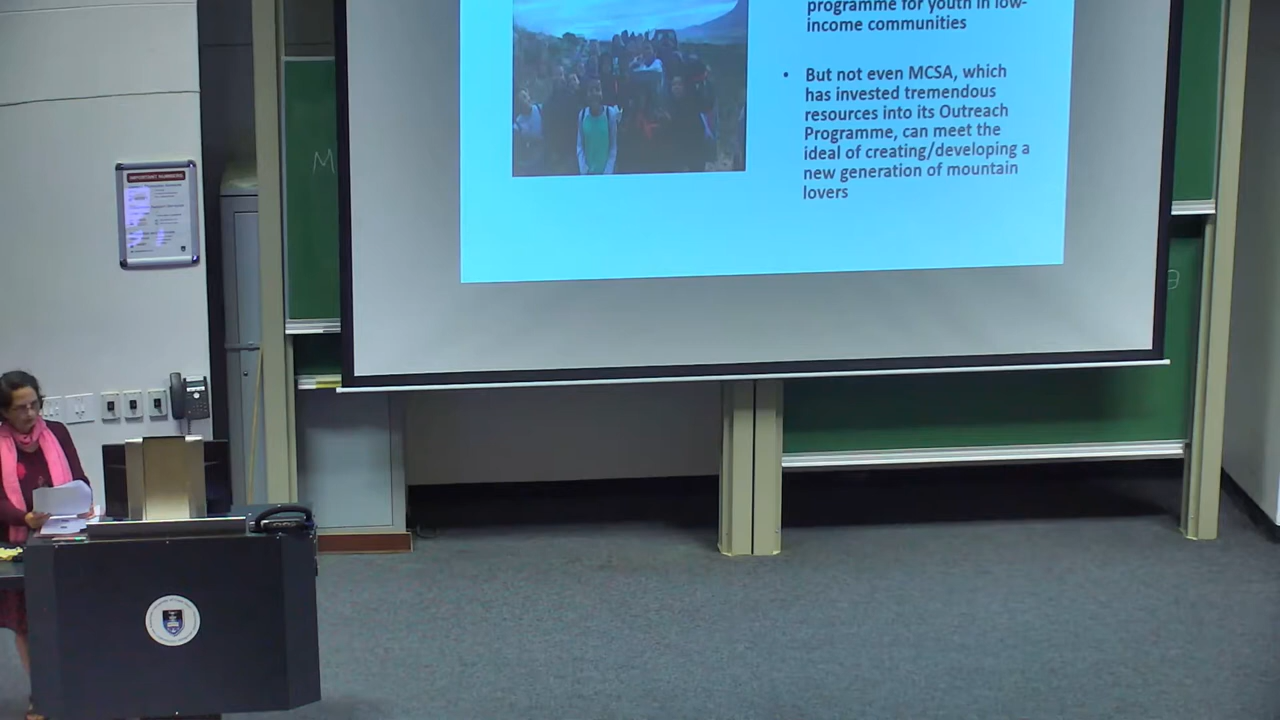 programme for youth in low-
income communities
• But not even MCSA, which
has invested tremendous
resources into its Outreach
Programme, can meet the
ideal of creating/developing a
new generation of mountain
lovers
IMPORTANT NUMBERS
M